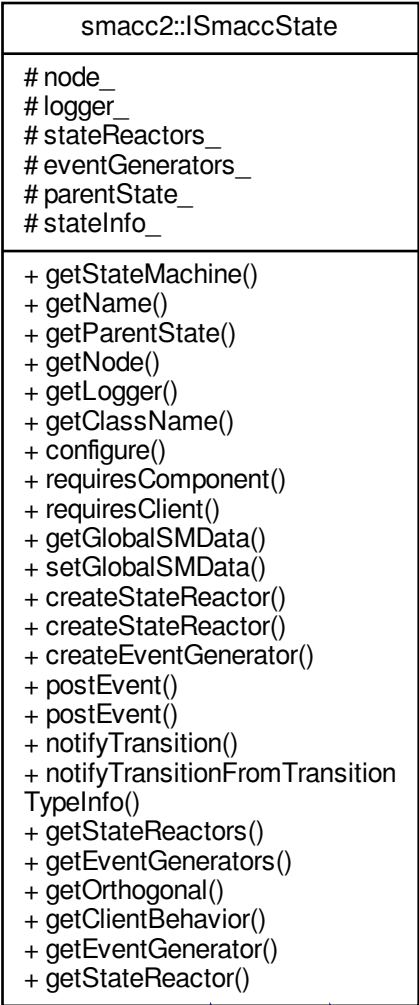 smacc2::ISmaccState
# node_
# logger_
# stateReactors_
# eventGenerators_
# parentState_
# stateInfo_
+ getStateMachine()
+ getName()
+ getParentState()
+ getNode()
+ getLogger()
+ getClassName()
+ configure()
+ requiresComponent()
+ requiresClient()
+ getGlobalSMData()
+ setGlobalSMData()
+ createStateReactor()
+ createStateReactor()
+ createEventGenerator()
+ postEvent()
+ postEvent()
+ notifyTransition()
+ notifyTransitionFromTransition
TypeInfo()
+ getStateReactors()
+ getEventGenerators()
+ getOrthogonal()
+ getClientBehavior()
+ getEventGenerator()
+ getStateReactor()